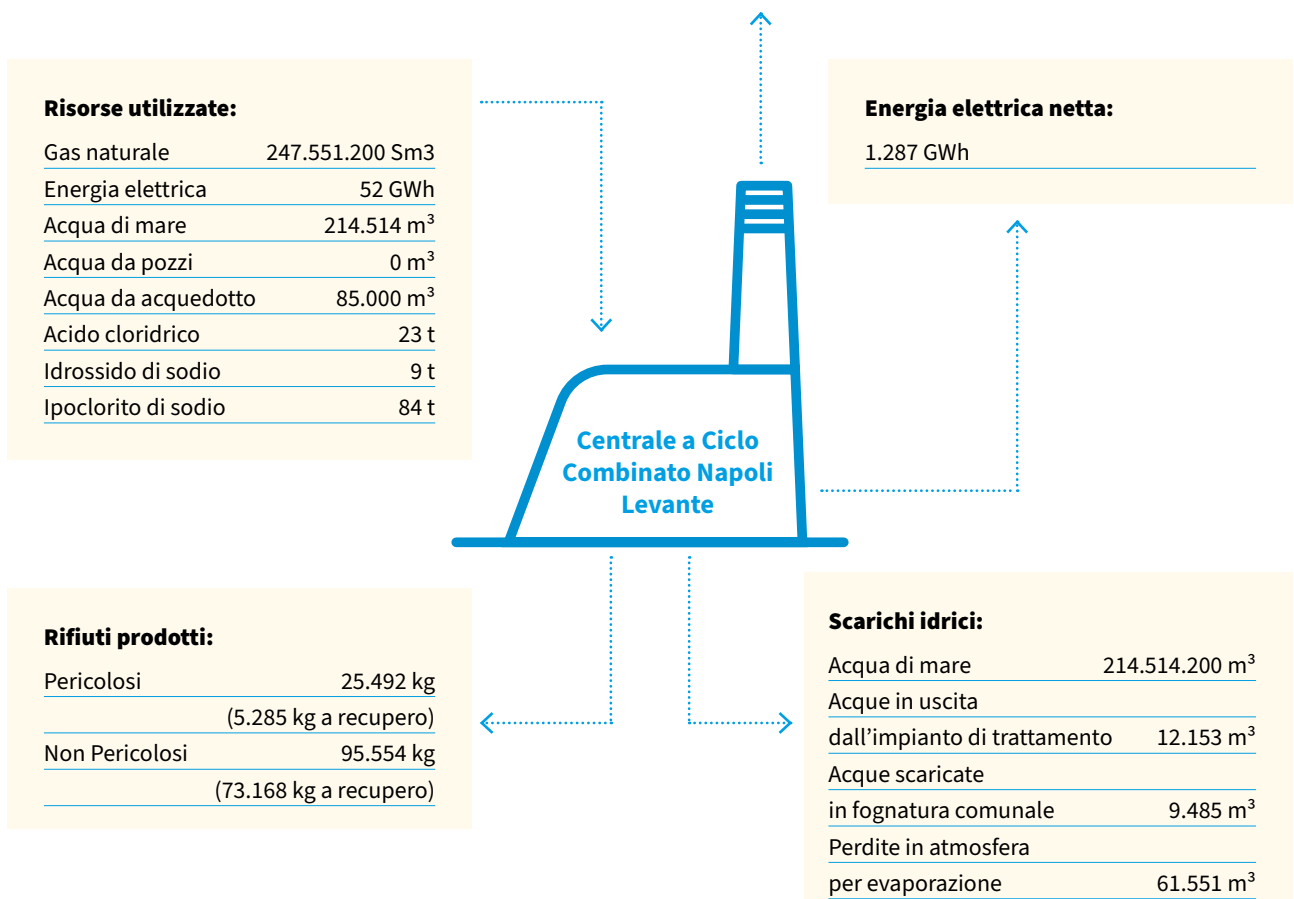 Risorse utilizzate:
Gas naturale 247.551.200 Sm3
Energia elettrica 52 GWh
Acqua di mare 214.514 m³
Acqua da pozzi 0 m³
Acqua da acquedotto 85.000 m³
Acido cloridrico 23 t
Idrossido di sodio 9 t
Ipoclorito di sodio 84 t
Energia elettrica netta:
1.287 GWh
Centrale a Ciclo
Combinato Napoli
Levante
Rifiuti prodotti:
Pericolosi 25.492 kg
(5.285 kg a recupero)
Non Pericolosi 95.554 kg
(73.168 kg a recupero)
Scarichi idrici:
Acqua di mare 214.514.200 m³
Acque in uscita
dall’impianto di trattamento 12.153 m³
Acque scaricate
in fognatura comunale 9.485 m³
Perdite in atmosfera
per evaporazione 61.551 m³